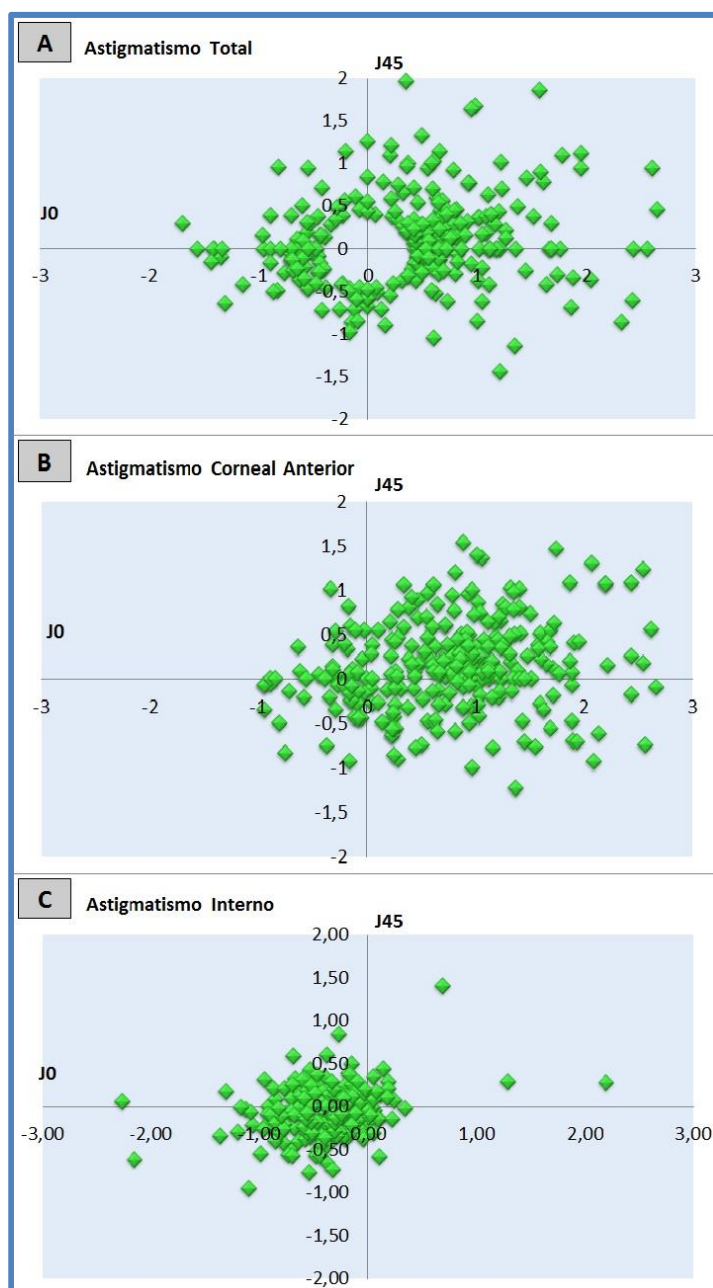 A Astigmatismo Total
J45
2
1,5
1
0,5
J0
0
-3 -2 -1 0 1 2 3
-0,5
-1
-1,5
-2
B Astigmatismo Corneal Anterior
J45
2
1,5
1
0,5
J0
0
-3 -2 -1 0 1 2 3
-0,5
-1
-1,5
-2
C Astigmatismo Interno
J45
2,00
1,50
1,00
0,50
J0
0,00
-3,00 -2,00 -1,00 0,00 1,00 2,00 3,00
-0,50
-1,00
-1,50
-2,00